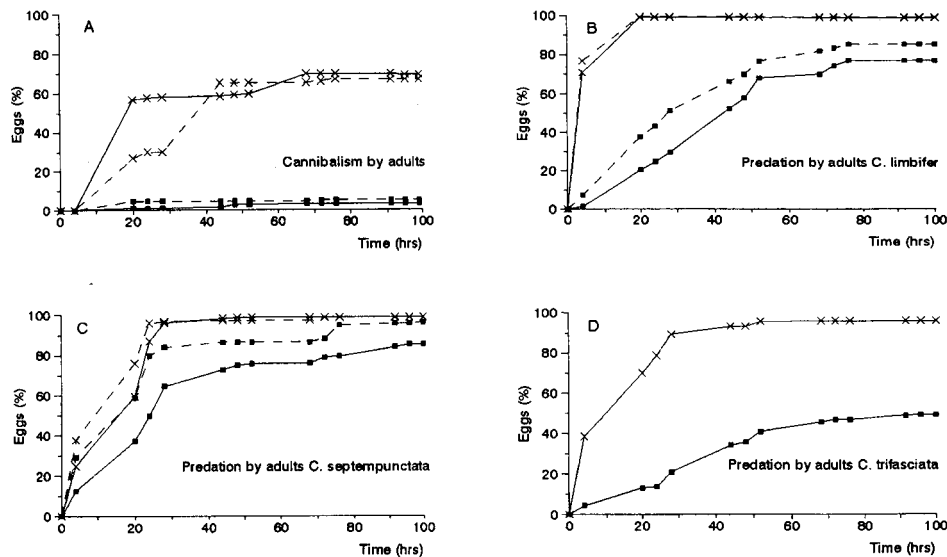 A
Eggs (%)
100
80
60
40
20
0
Cannibalism by adults
0 20 40 60 80 100
Time (hrs)
B
Eggs (%)
100
80
60
40
20
0
Predation by adults C. limbifer
0 20 40 60 80 100
Time (hrs)
C
Eggs (%)
100
80
60
40
20
0
Predation by adults C. septempunctata
0 20 40 60 80 100
Time (hrs)
D
Eggs (%)
100
80
60
40
20
0
Predation by adults C. trifasciata
0 20 40 60 80 100
Time (hrs)